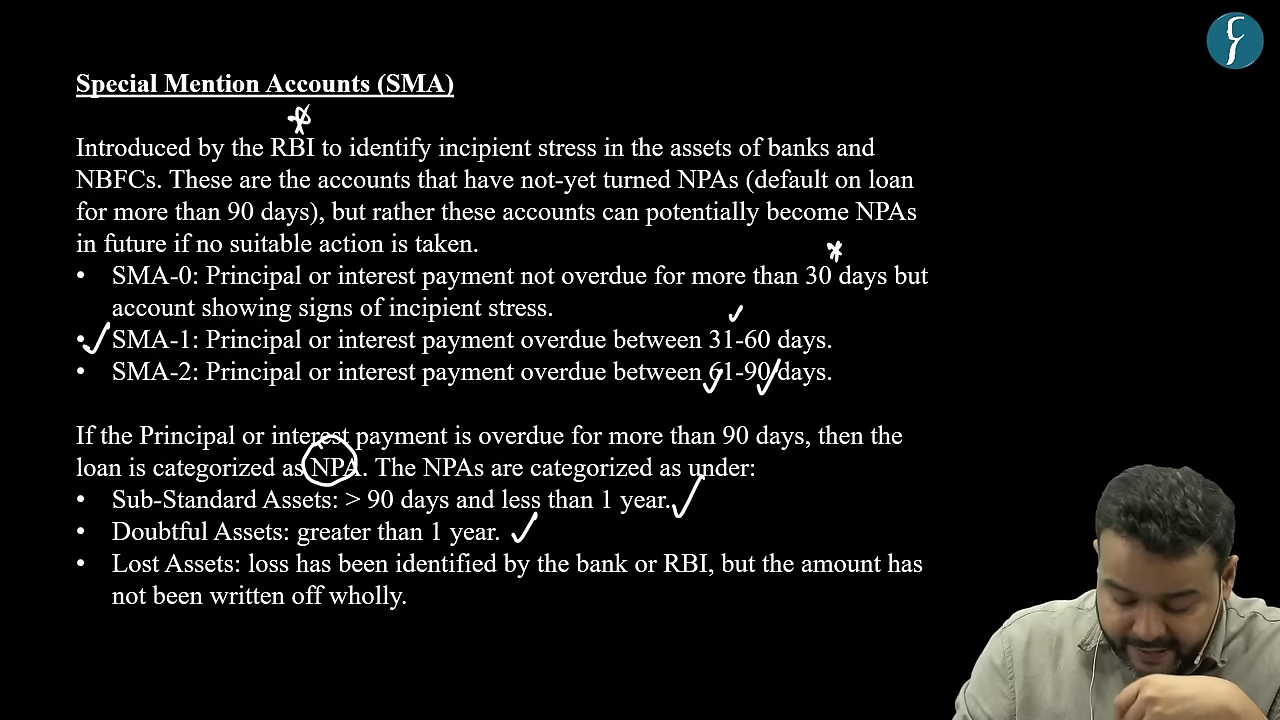 Special Mention Accounts (SMA)
Introduced by the RBI to identify incipient stress in the assets of banks and
NBFCs. These are the accounts that have not-yet turned NPAs (default on loan
for more than 90 days), but rather these accounts can potentially become NPAs
in future if no suitable action is taken.
• SMA-0: Principal or interest payment not overdue for more than 30 days but
account showing signs of incipient stress.
• SMA-1: Principal or interest payment overdue between 31-60 days.
• SMA-2: Principal or interest payment overdue between 61-90 days.
If the Principal or interest payment is overdue for more than 90 days, then the
loan is categorized as NPA. The NPAs are categorized as under:
• Sub-Standard Assets: > 90 days and less than 1 year.
• Doubtful Assets: greater than 1 year.
• Lost Assets: loss has been identified by the bank or RBI, but the amount has
not been written off wholly.